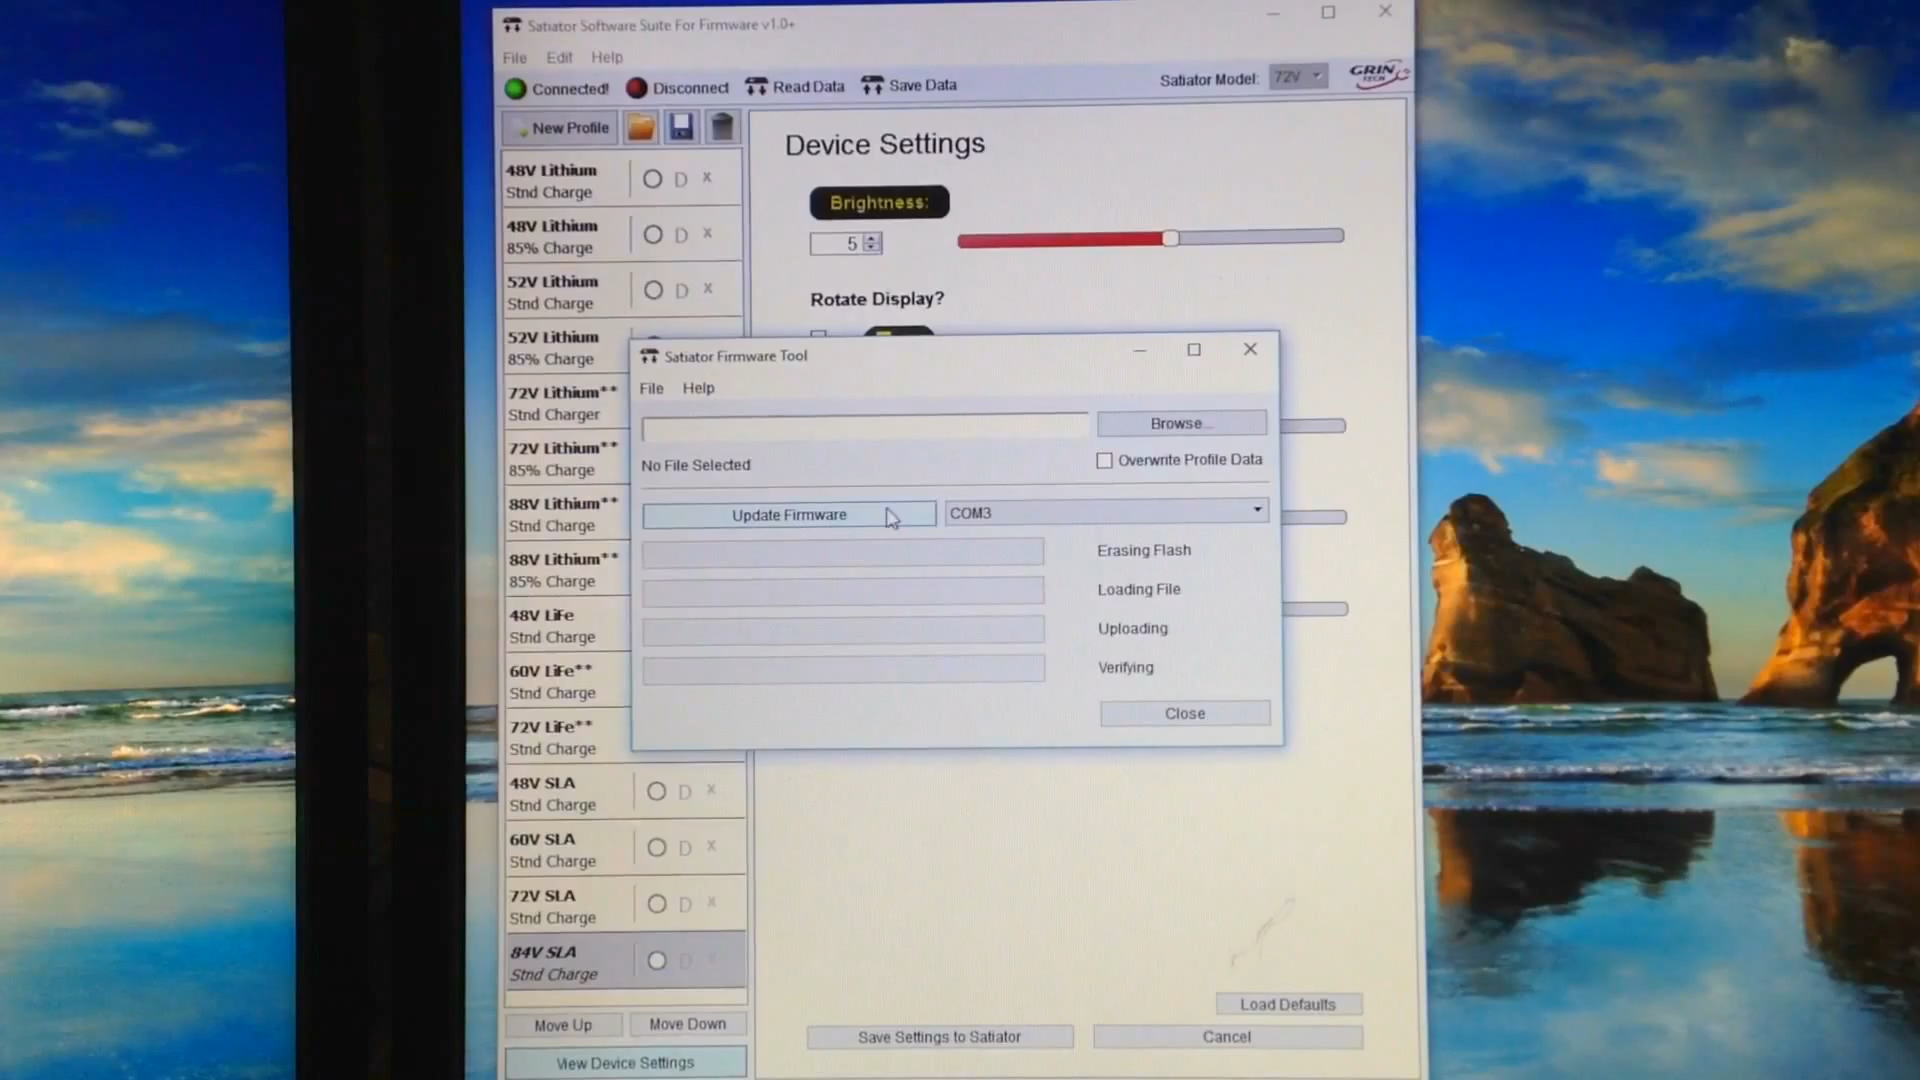 Satiator Software Suite For Firmware v1.0+
File Edit Help
Connected! Disconnect Read Data Save Data Satiator Model: 72V GRIN TECH
New Profile
48V Lithium
Stnd Charge
D x
48V Lithium
85% Charge
D x
52V Lithium
Stnd Charge
D x
52V Lithium
85% Charge
72V Lithium**
Stnd Charger
72V Lithium**
85% Charge
88V Lithium**
Stnd Charge
88V Lithium**
85% Charge
48V LiFe
Stnd Charge
60V LiFe**
Stnd Charge
72V LiFe**
Stnd Charge
48V SLA
Stnd Charge
D x
60V SLA
Stnd Charge
D x
72V SLA
Stnd Charge
D x
84V SLA
Stnd Charge
D x
Move Up Move Down
View Device Settings
Device Settings
Brightness:
5
Rotate Display?
Satiator Firmware Tool
File Help
Browse...
No File Selected
Overwrite Profile Data
Update Firmware
COM3
Erasing Flash
Loading File
Uploading
Verifying
Close
Load Defaults
Save Settings to Satiator
Cancel